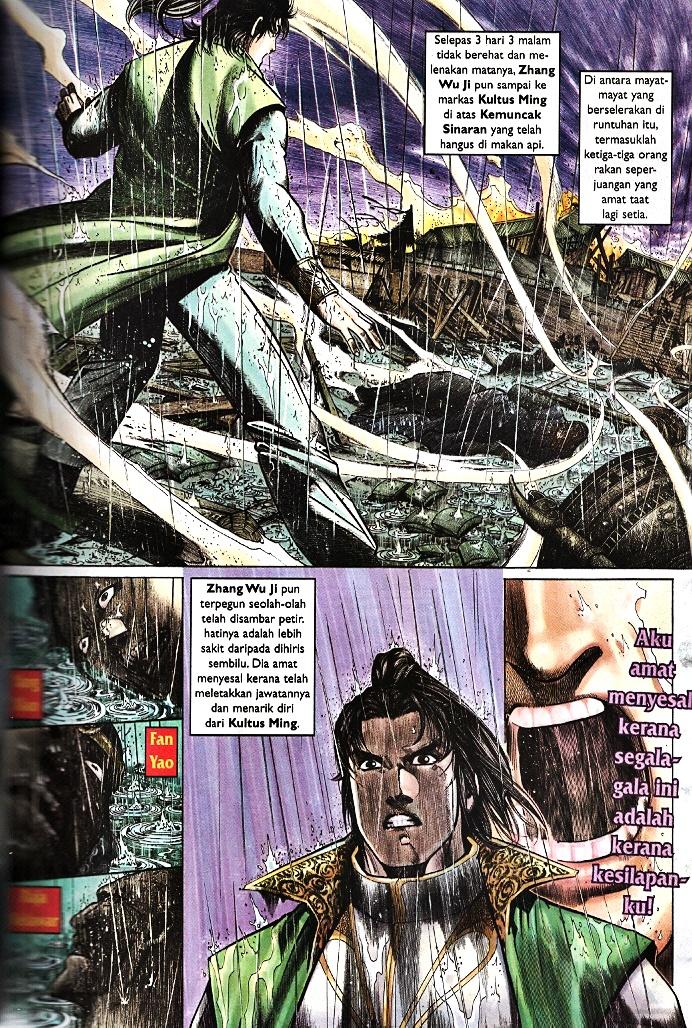 Selepas 3 hari 3 malam
tidak berehat dan me-
lenakan matanya, Zhang
Wu Ji pun sampai ke
markas Kultus Ming
di atas Kemuncak
Sinaran yang telah
hangus di makan api.
Di antara mayat-
mayat yang
berselerakan di
runtuhan itu,
termasuklah
ketiga-tiga orang
rakan seper-
juangan yang
amat taat
lagi setia.
Zhang Wu Ji pun
terpegun seolah-olah
telah disambar petir.
hatinya adalah lebih
sakit daripada dihiris
sembilu. Dia amat
menyesal kerana telah
meletakkan jawatannya
dan menarik diri
dari Kultus Ming.
Fan
Yao
Aku
amat
menyesal
kerana
segala-
gala ini
adalah
kerana
kesilapan-
ku!